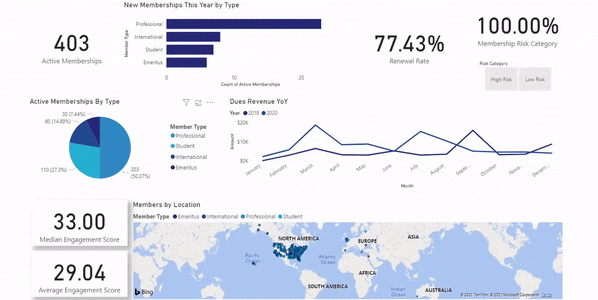 New Memberships This Year by Type
403
Active Memberships
Member Type
Professional
International
Student
Emeritus
0
10
20
Count of Active Memberships
77.43%
Renewal Rate
100.00%
Membership Risk Category
Risk Category
High Risk
Low Risk
Active Memberships By Type
30 (7.44%)
60 (14.89%)
110 (27.3%)
203
(50.37%)
Member Type
Professional
Student
International
Emeritus
Dues Revenue YoY
Year 2019 2020
Amount
$20K
$10K
$0K
January
February
March
April
May
June
July
August
Septe...
October
Nove...
Decem...
Month
33.00
Median Engagement Score
29.04
Average Engagement Score
Members by Location
Member Type Emeritus International Professional Student
NORTH AMERICA
EUROPE
ASIA
Pacific
Ocean
Atlantic
Ocean
AFRICA
SOUTH AMERICA
Indian
AUSTRALIA
Bing
© 2021 TomTom, © 2021 Microsoft Corporation Terms